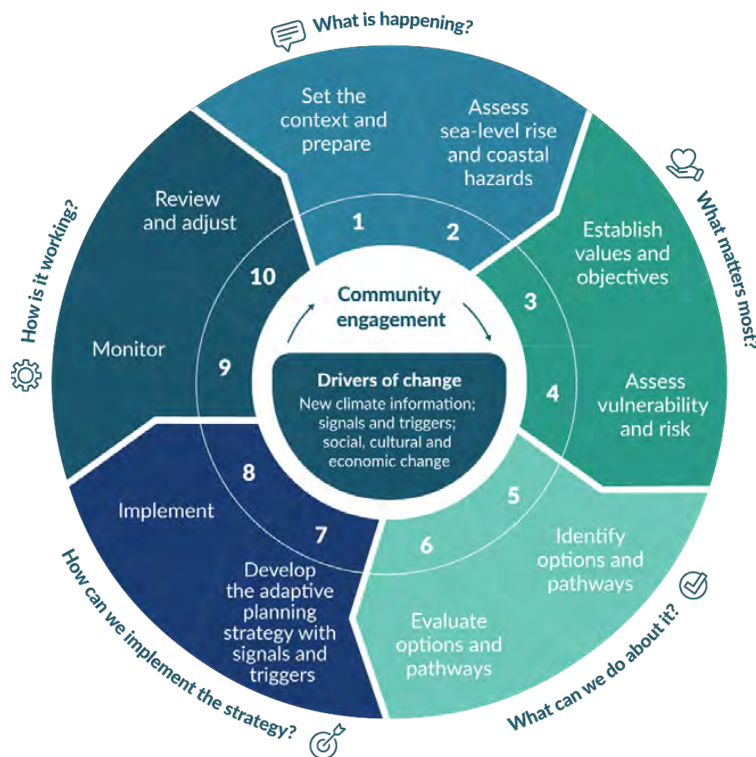 What is happening?
Set the
context and
prepare
1
Assess
sea-level rise
and coastal
hazards
2
What matters most?
Establish
values and
objectives
3
Assess
vulnerability
and risk
4
What can we do about it?
Identify
options and
pathways
5
Evaluate
options and
pathways
6
How can we implement the strategy?
Develop
the adaptive
planning
strategy with
signals and
triggers
7
Implement
8
How is it working?
Monitor
9
Review
and adjust
10
Community
engagement
Drivers of change
New climate information;
signals and triggers;
social, cultural and
economic change